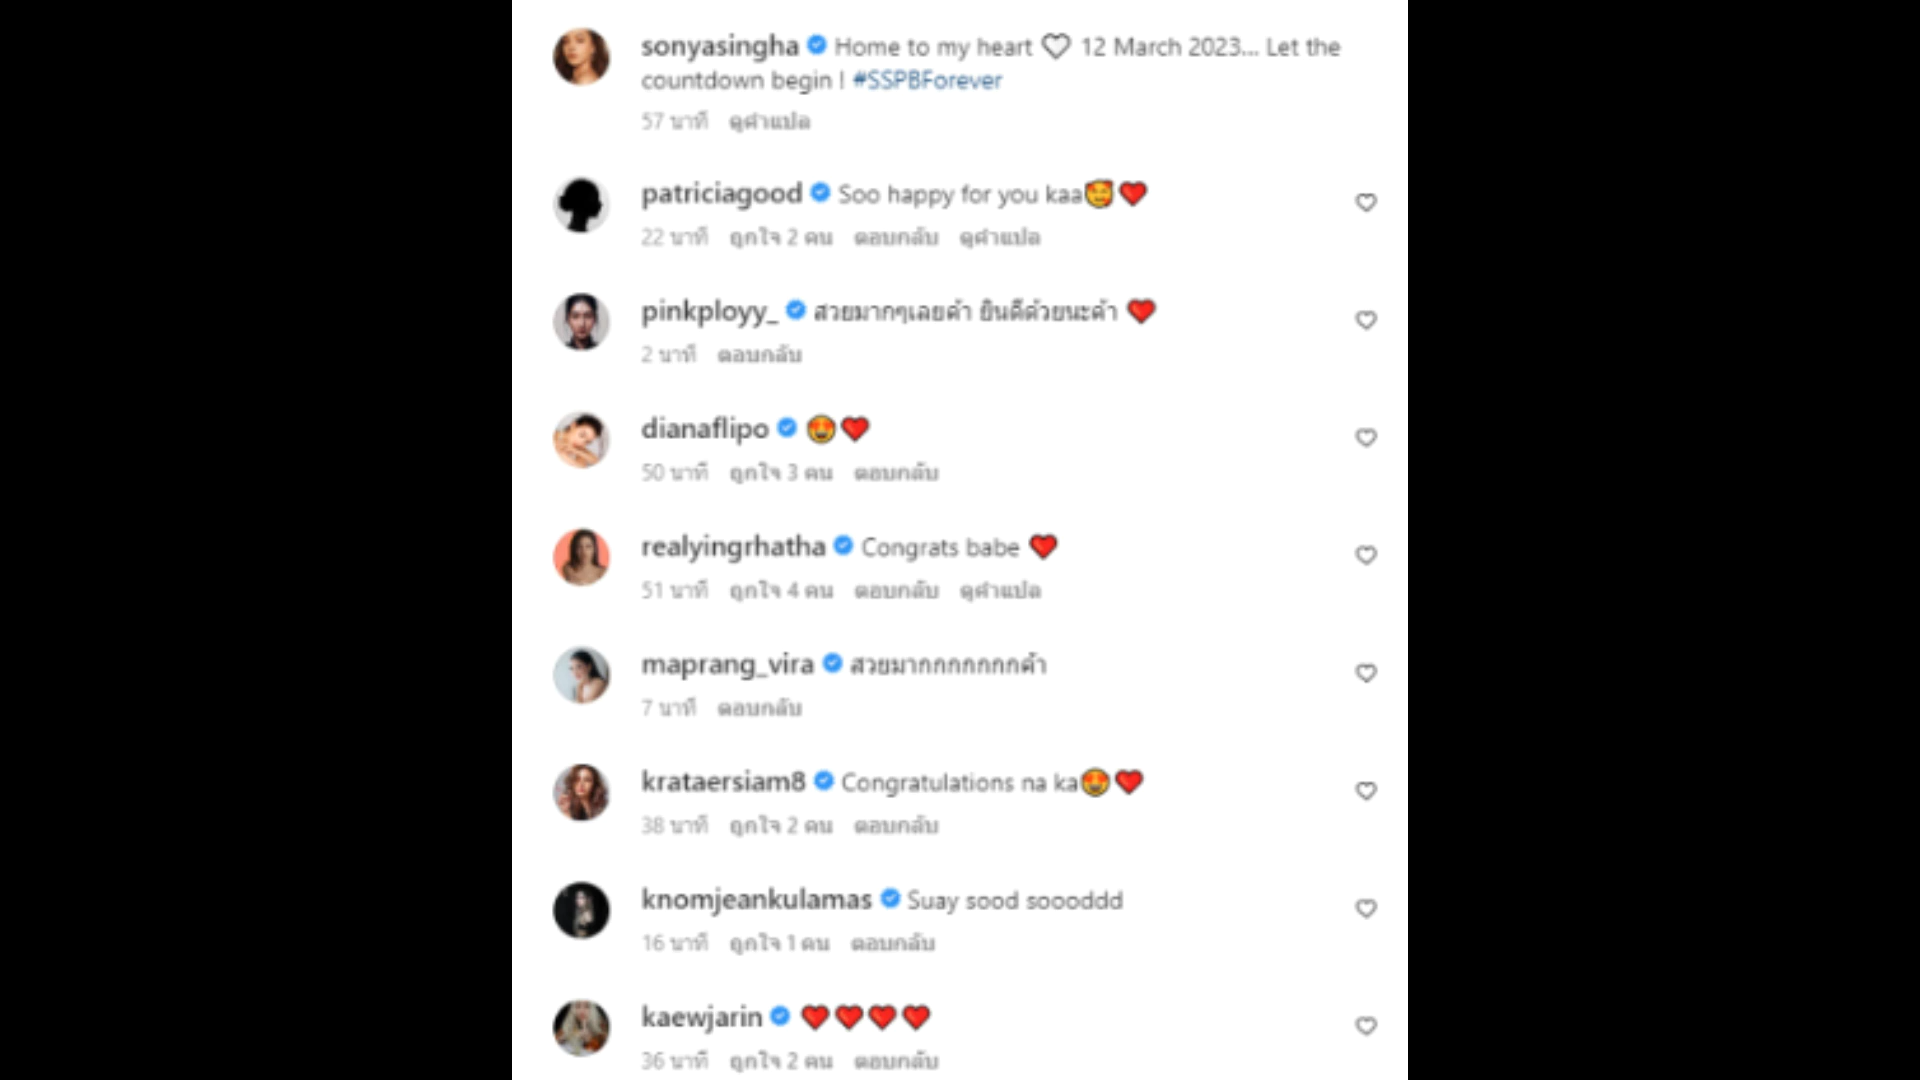 sonyasingha Home to my heart 🤍 12 March 2023... Let the
countdown begin ! #SSPBForever
57 นาที ดูคำแปล
patriciagood Soo happy for you kaa🥰❤️
22 นาที ถูกใจ 2 คน ตอบกลับ ดูคำแปล
pinkployy_ สวยมากๆเลยค้า ยินดีด้วยนะค้า ❤️
2 นาที ตอบกลับ
dianaflipo 😍❤️
50 นาที ถูกใจ 3 คน ตอบกลับ
realyingrhatha Congrats babe ❤️
51 นาที ถูกใจ 4 คน ตอบกลับ ดูคำแปล
maprang_vira สวยมากกกกกกกค้า
7 นาที ตอบกลับ
krataersiam8 Congratulations na ka😍❤️
38 นาที ถูกใจ 2 คน ตอบกลับ
knomjeankulamas Suay sood soooddd
16 นาที ถูกใจ 1 คน ตอบกลับ
kaewjarin ❤️❤️❤️❤️
36 นาที ถูกใจ 2 คน ตอบกลับ